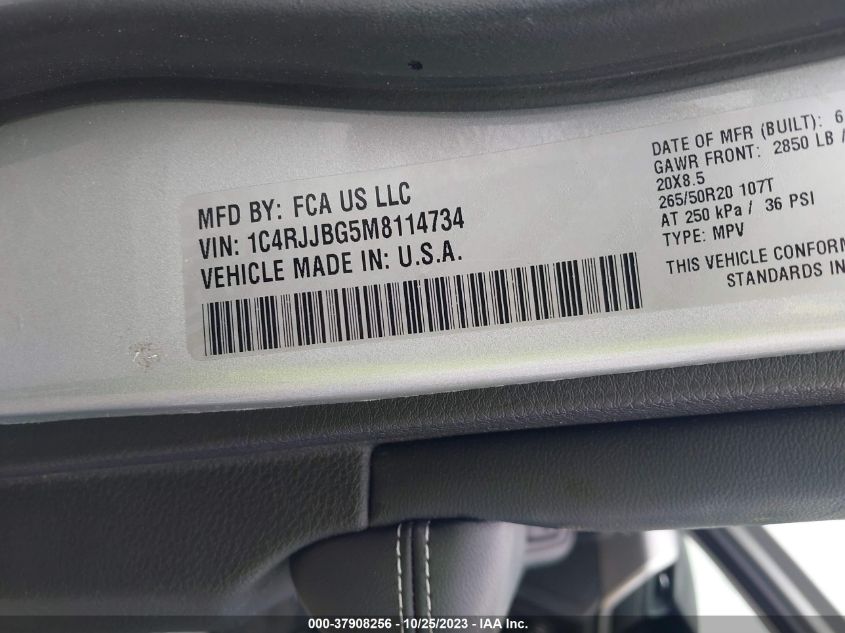 MFD BY: FCA US LLC
VIN: 1C4RJJBG5M8114734
VEHICLE MADE IN: U.S.A.
DATE OF MFR (BUILT): 6
GAWR FRONT: 2850 LB /
20X8.5
265/50R20 107T
AT 250 kPa / 36 PSI
TYPE: MPV
THIS VEHICLE CONFORM
STANDARDS IN
000-37908256 - 10/25/2023 - IAA Inc.